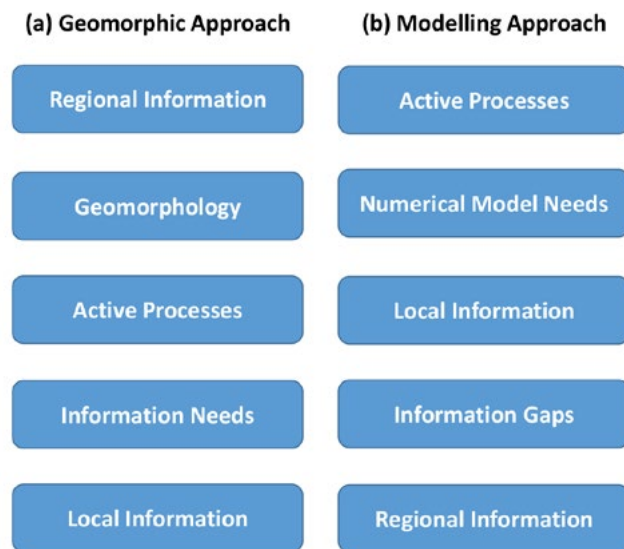 (a) Geomorphic Approach
Regional Information
Geomorphology
Active Processes
Information Needs
Local Information
(b) Modelling Approach
Active Processes
Numerical Model Needs
Local Information
Information Gaps
Regional Information